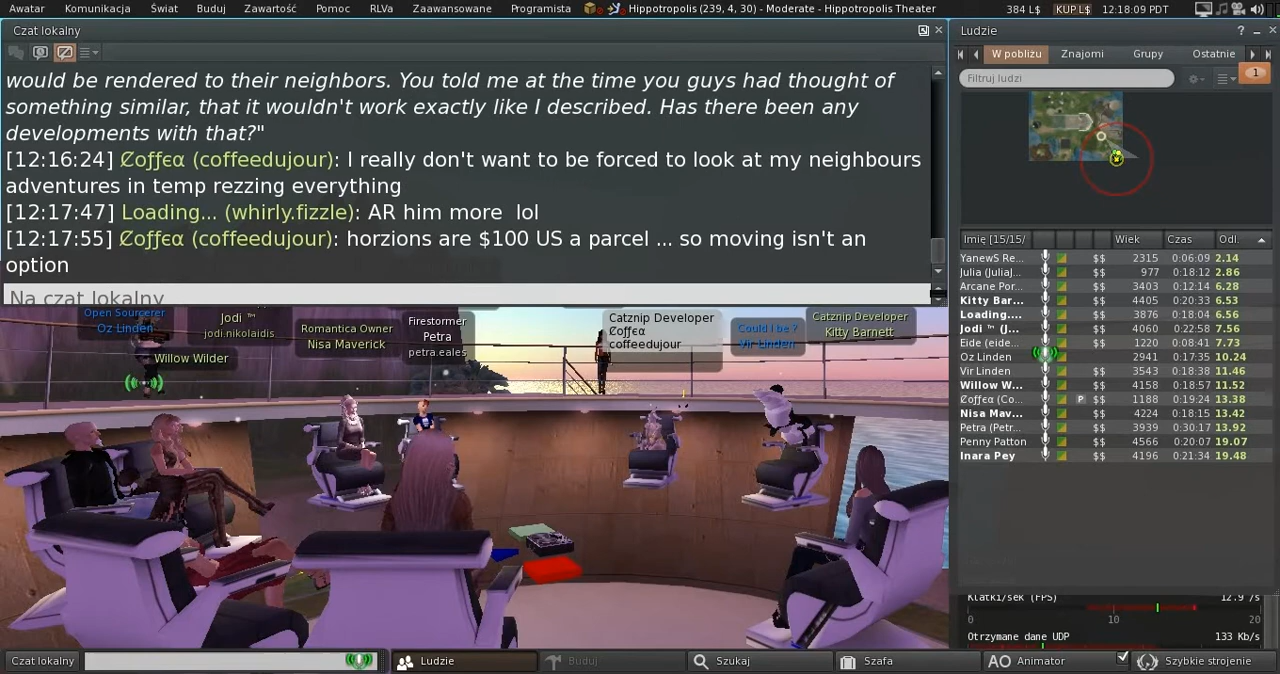 Awatar Komunikacja Świat Buduj Zawartość Pomoc RLVa Zaawansowane Programista Hippotropolis (239, 4, 30) - Moderate - Hippotropolis Theater 384 L$ KUP L$ 12:18:09 PDT
Czat lokalny
would be rendered to their neighbors. You told me at the time you guys had thought of
something similar, that it wouldn't work exactly like I described. Has there been any
developments with that?"
[12:16:24] Ȼσƒƒєα (coffeedujour): I really don't want to be forced to look at my neighbours
adventures in temp rezzing everything
[12:17:47] Loading... (whirly.fizzle): AR him more  lol
[12:17:55] Ȼσƒƒєα (coffeedujour): horzions are $100 US a parcel ... so moving isn't an
option
Na czat lokalny
Open Sourcerer
Oz Linden
Jodi ™
jodi.nikolaidis
Willow Wilder
Romantica Owner
Nisa Maverick
Firestormer
Petra
petra.eales
Catznip Developer
Ȼσƒƒєα
coffeedujour
Could I be ?
Vir Linden
Catznip Developer
Kitty Barnett
Ludzie
W pobliżu Znajomi Grupy Ostatnie
Filtruj ludzi
1
Imię [15/15/ Wiek Czas Odl.
YanewS Re... $$ 2315 0:06:09 2.14
Julia (JuliaJ... $$ 977 0:18:12 2.86
Arcane Por... $$ 3403 0:12:14 6.28
Kitty Bar... $$ 4405 0:20:33 6.53
Loading.... $$ 3876 0:18:04 6.56
Jodi ™ (J... $$ 4060 0:22:58 7.56
Eide (eide... $$ 1220 0:08:41 7.73
Oz Linden $$ 2941 0:17:35 10.24
Vir Linden $$ 3543 0:18:38 11.46
Willow W... $$ 4158 0:18:57 11.52
Ȼσƒƒєα (Co... P $$ 1188 0:19:24 13.38
Nisa Mav... $$ 4224 0:18:15 13.42
Petra (Petr... $$ 3939 0:30:17 13.92
Penny Patton $$ 4566 0:20:07 19.07
Inara Pey $$ 4196 0:21:34 19.48
Klatki/sek (FPS) 12.9 /s
0 10 20
Otrzymane dane UDP 133 Kb/s
Czat lokalny Ludzie Buduj Szukaj Szafa AO Animator Szybkie strojenie